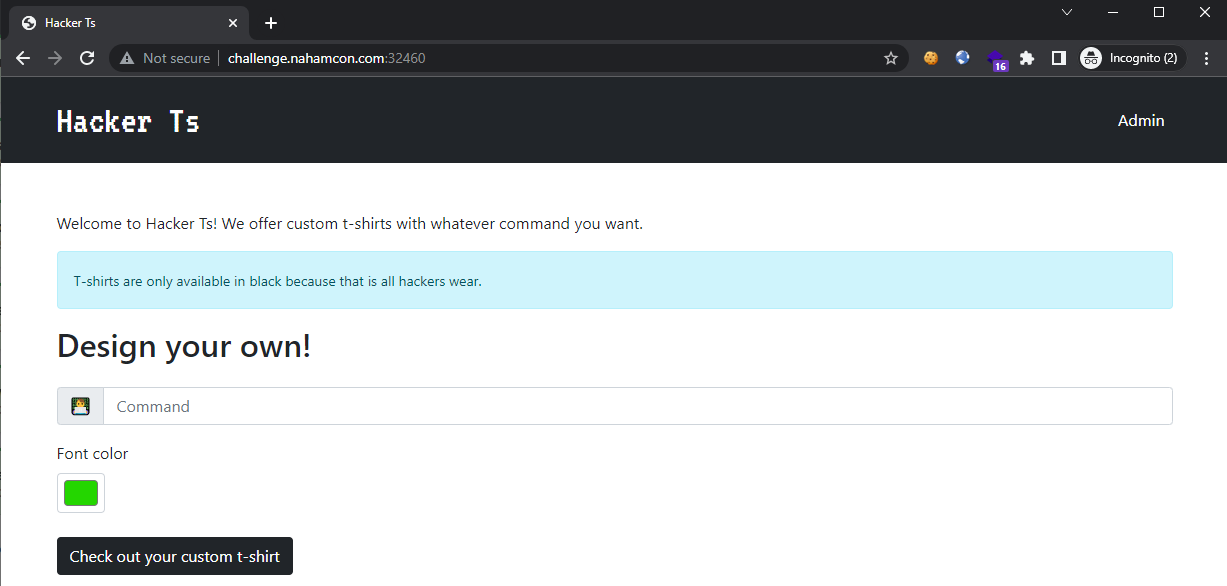 Hacker Ts
Not secure challenge.nahamcon.com:32460
16
Incognito (2)
Hacker Ts
Admin
Welcome to Hacker Ts! We offer custom t-shirts with whatever command you want.
T-shirts are only available in black because that is all hackers wear.
Design your own!
Command
Font color
Check out your custom t-shirt